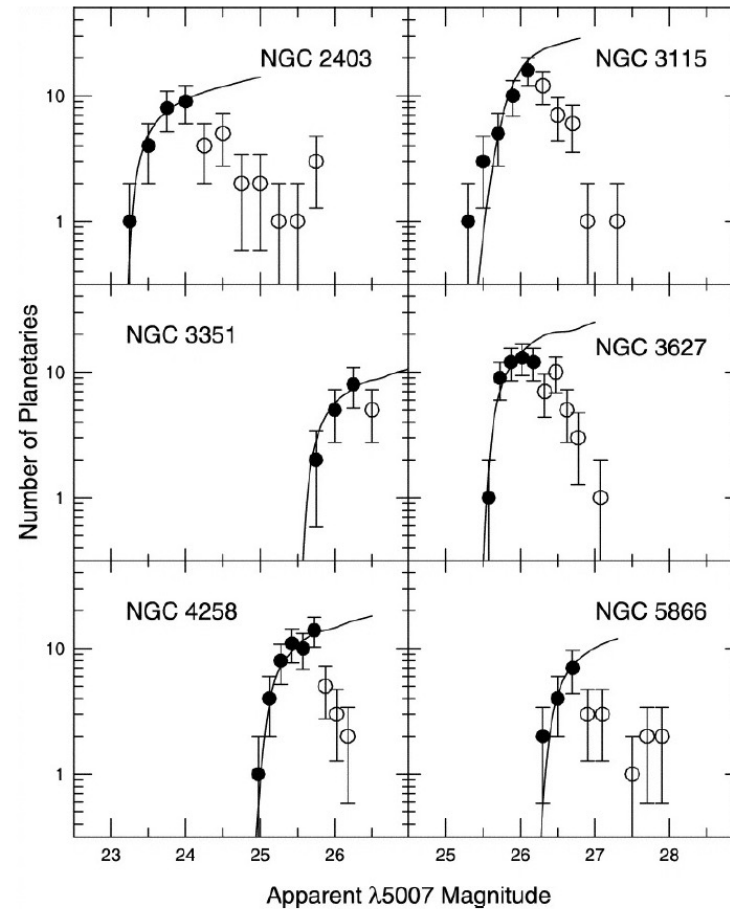 NGC 2403
NGC 3115
10
1
NGC 3351
NGC 3627
10
1
NGC 4258
NGC 5866
10
1
23 24 25 26 25 26 27 28
Number of Planetaries
Apparent λ5007 Magnitude